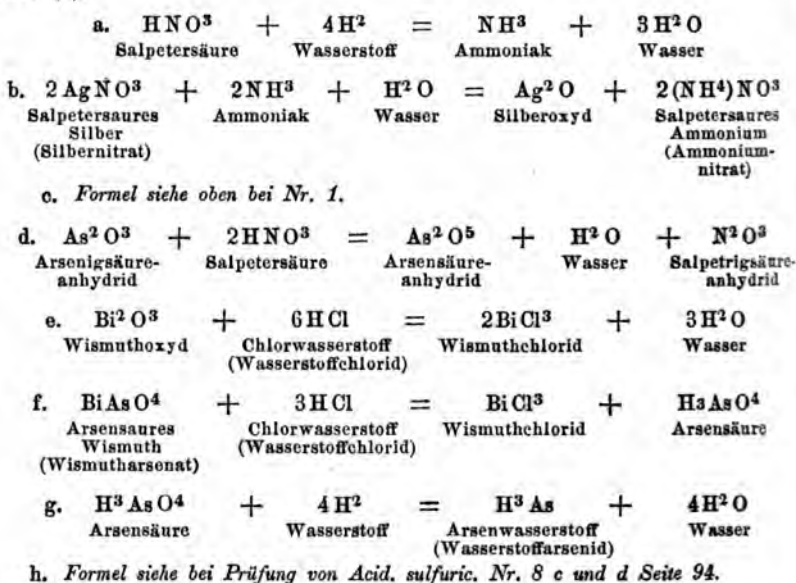 a. HNO³ + 4H² = NH³ + 3H²O
Salpetersäure Wasserstoff Ammoniak Wasser
b. 2AgNO³ + 2NH³ + H²O = Ag²O + 2(NH⁴)NO³
Salpetersaures Ammoniak Wasser Silberoxyd Salpetersaures
Silber Ammonium
(Silbernitrat) (Ammonium-
nitrat)
c. Formel siehe oben bei Nr. 1.
d. As²O³ + 2HNO³ = As²O⁵ + H²O + N²O³
Arsenigsäure- Salpetersäure Arsensäure- Wasser Salpetrigsäure-
anhydrid anhydrid anhydrid
e. Bi²O³ + 6HCl = 2BiCl³ + 3H²O
Wismuthoxyd Chlorwasserstoff Wismuthchlorid Wasser
(Wasserstoffchlorid)
f. BiAsO⁴ + 3HCl = BiCl³ + H3AsO⁴
Arsensaures Chlorwasserstoff Wismuthchlorid Arsensäure
Wismuth (Wasserstoffchlorid)
(Wismutharsenat)
g. H³AsO⁴ + 4H² = H³As + 4H²O
Arsensäure Wasserstoff Arsenwasserstoff Wasser
(Wasserstoffarsenid)
h. Formel siehe bei Prüfung von Acid. sulfuric. Nr. 8 c und d Seite 94.